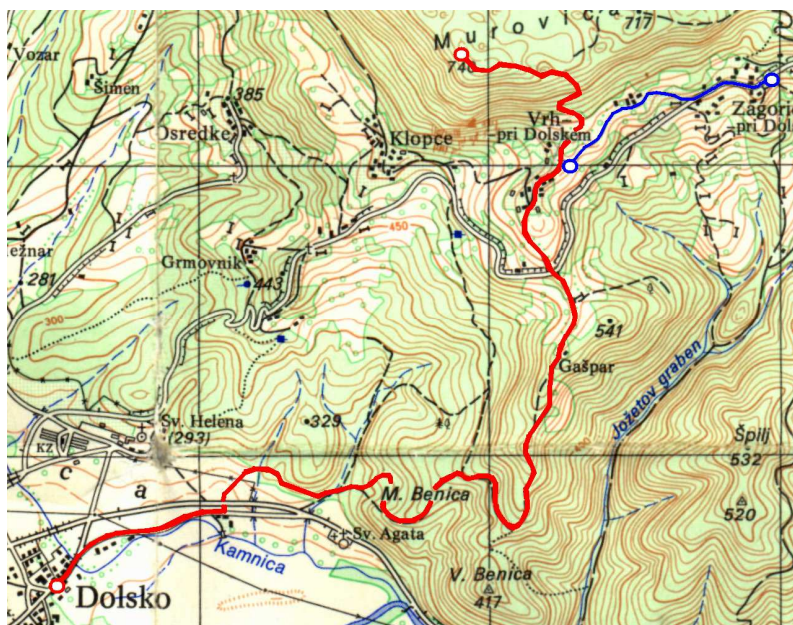 Murovica
717
746
Vozar
Šimen
385
Osredke
Klopce
Vrh
pri Dolskem
Zagoric
pri Dol
ežnar
281
Grmovnik
443
450
300
541
Gašpar
Jožetov graben
Sv. Helena
(293)
KZ
329
400
Špilj
532
520
c
a
M. Benica
Sv. Agata
Kamnica
V. Benica
417
Dolsko